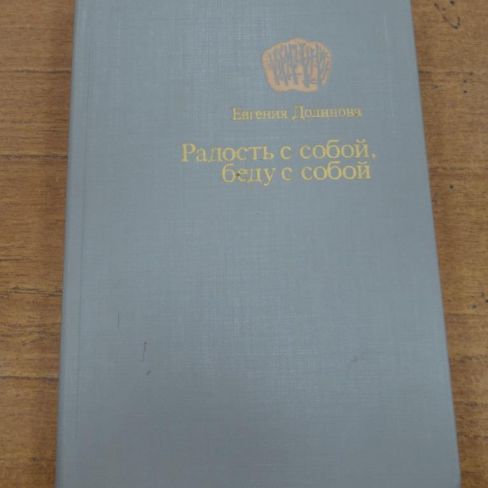 Евгения Долинова
Радость с собой,
беду с собой